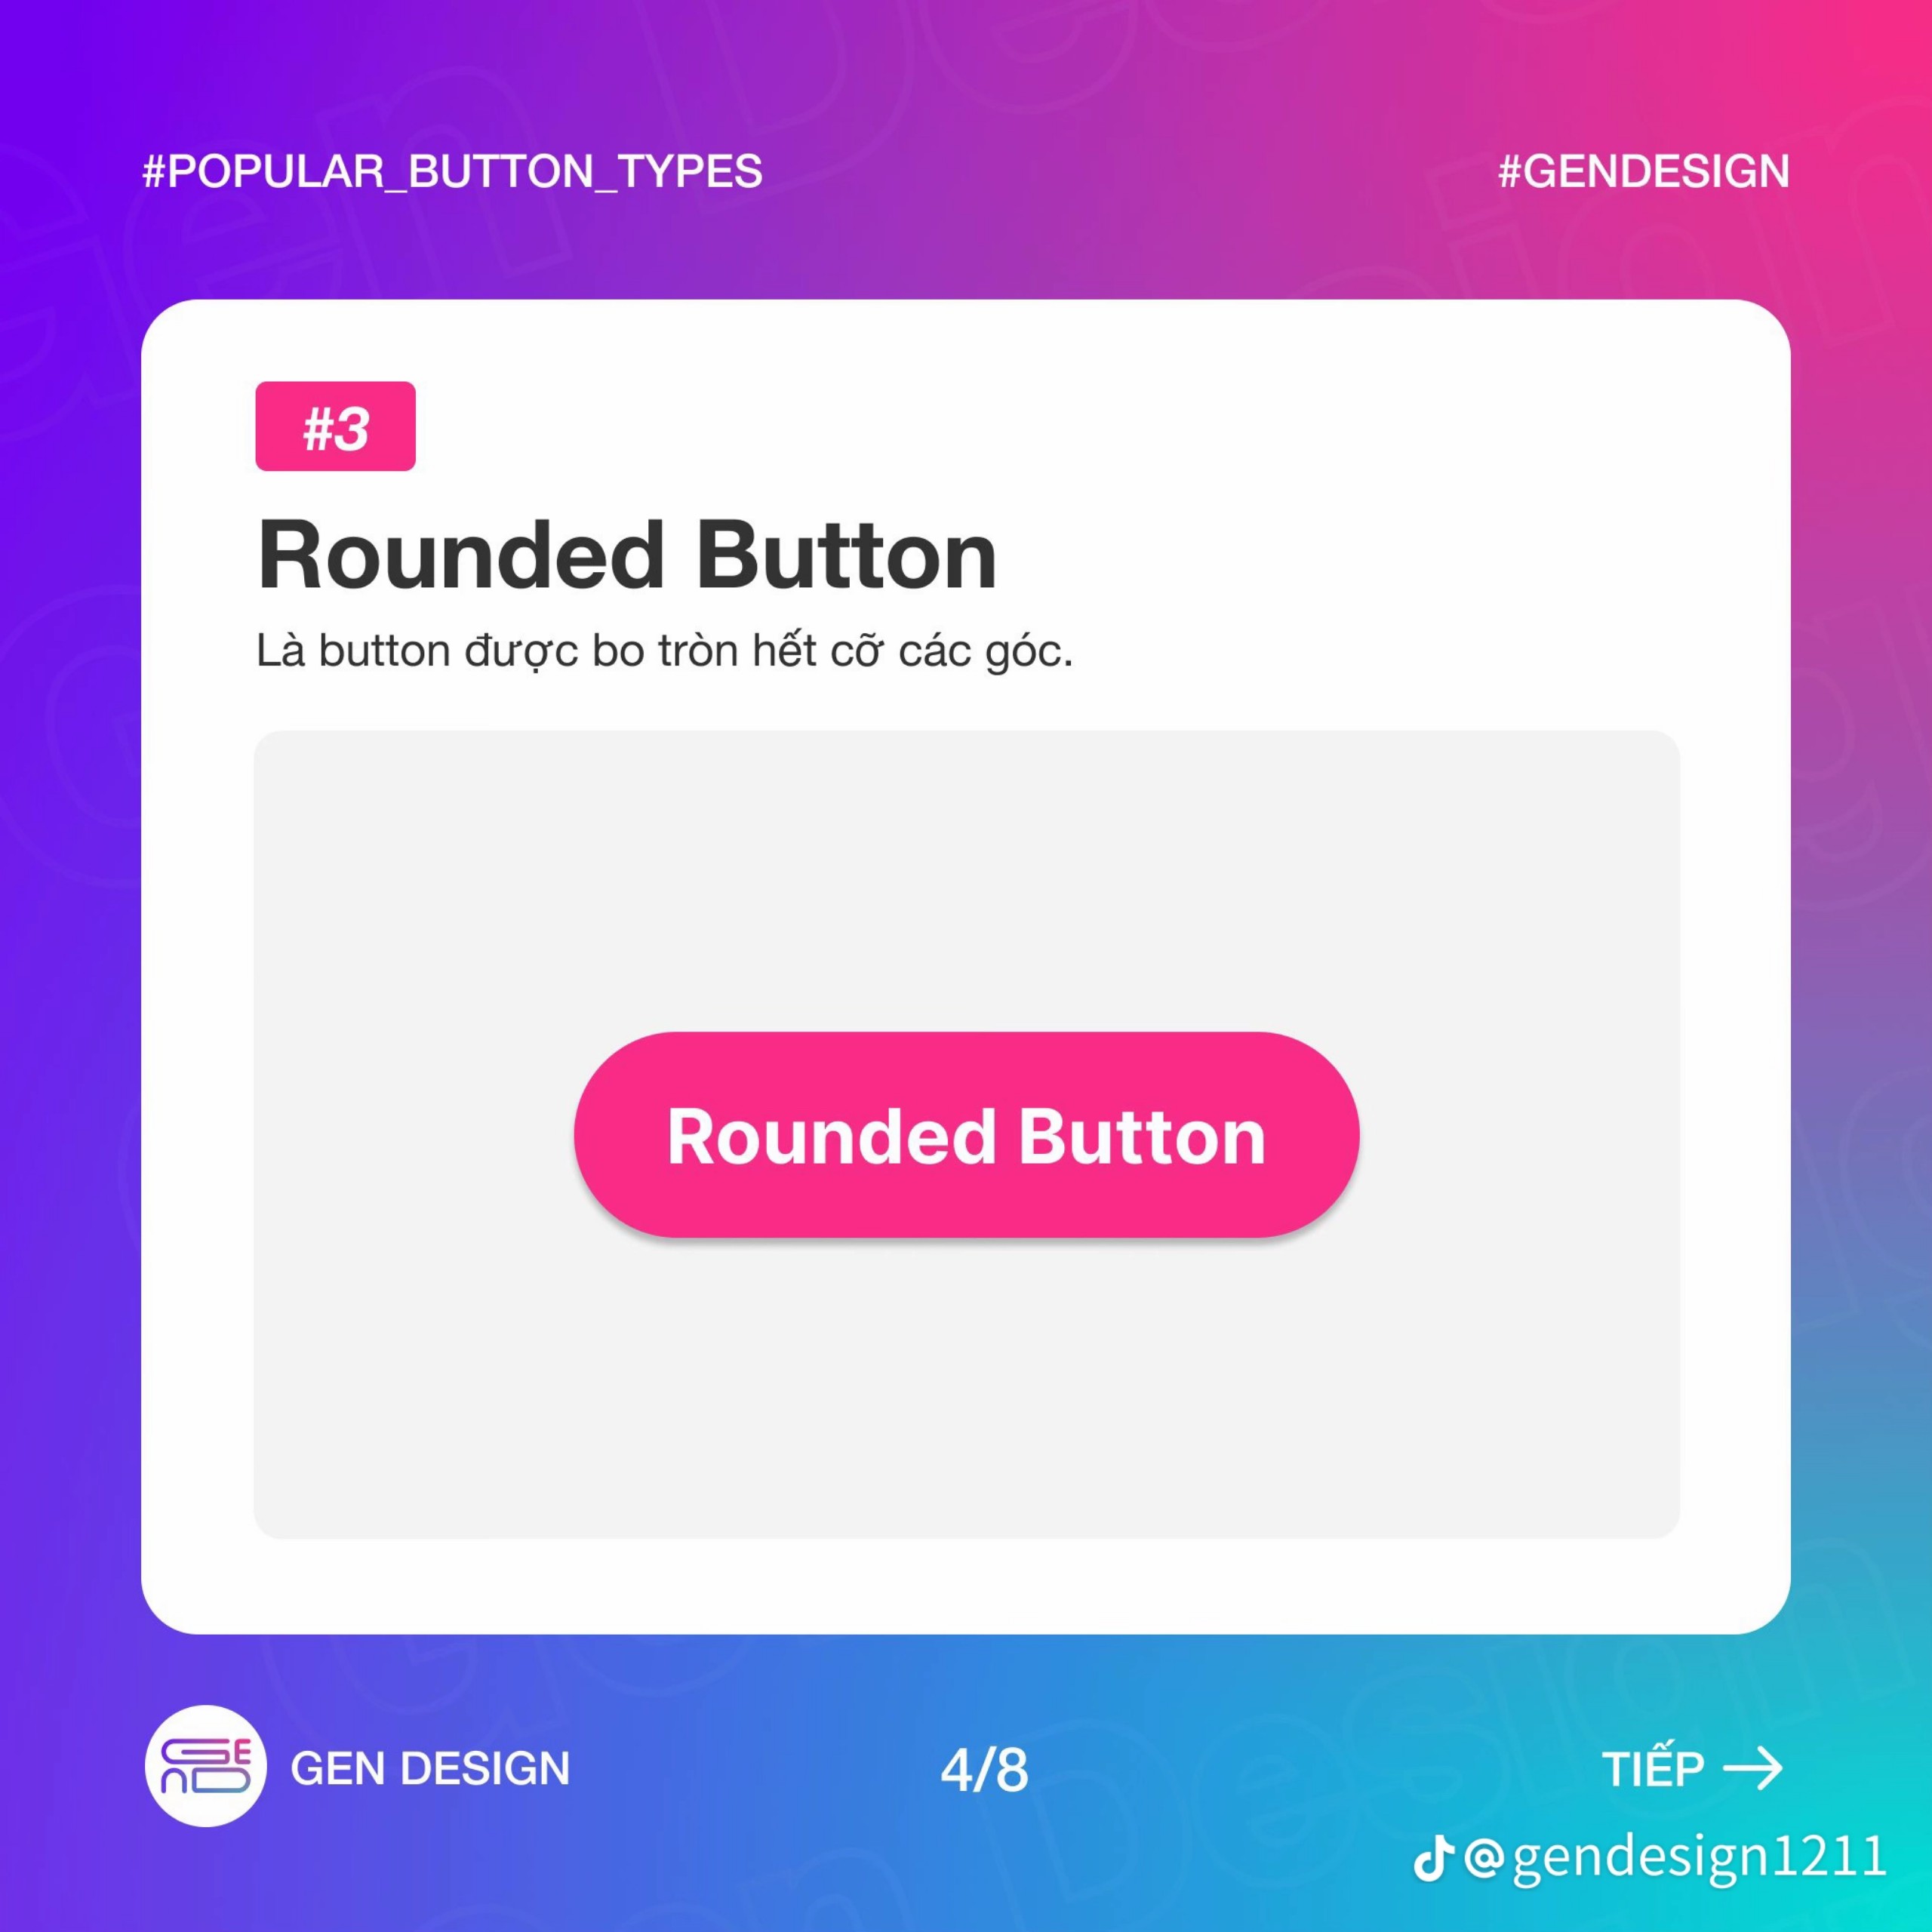 #POPULAR_BUTTON_TYPES
#GENDESIGN
#3
Rounded Button
Là button được bo tròn hết cỡ các góc.
Rounded Button
GEN DESIGN
4/8
TIẾP →
@gendesign1211